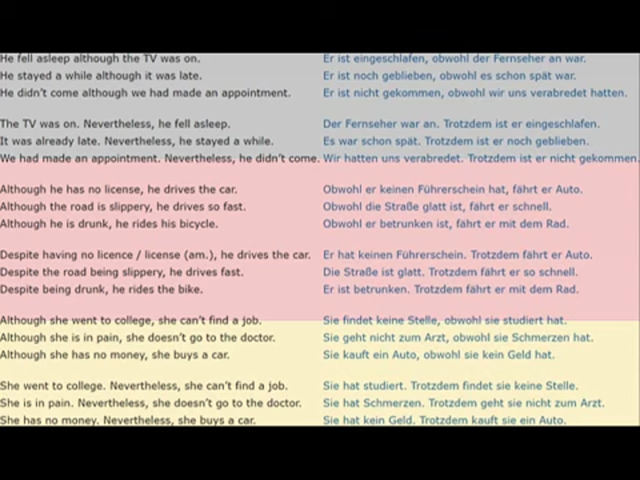 He fell asleep although the TV was on. Er ist eingeschlafen, obwohl der Fernseher an war.
He stayed a while although it was late. Er ist noch geblieben, obwohl es schon spät war.
He didn't come although we had made an appointment. Er ist nicht gekommen, obwohl wir uns verabredet hatten.
The TV was on. Nevertheless, he fell asleep. Der Fernseher war an. Trotzdem ist er eingeschlafen.
It was already late. Nevertheless, he stayed a while. Es war schon spät. Trotzdem ist er noch geblieben.
We had made an appointment. Nevertheless, he didn't come. Wir hatten uns verabredet. Trotzdem ist er nicht gekommen.
Although he has no license, he drives the car. Obwohl er keinen Führerschein hat, fährt er Auto.
Although the road is slippery, he drives so fast. Obwohl die Straße glatt ist, fährt er schnell.
Although he is drunk, he rides his bicycle. Obwohl er betrunken ist, fährt er mit dem Rad.
Despite having no licence / license (am.), he drives the car. Er hat keinen Führerschein. Trotzdem fährt er Auto.
Despite the road being slippery, he drives fast. Die Straße ist glatt. Trotzdem fährt er so schnell.
Despite being drunk, he rides the bike. Er ist betrunken. Trotzdem fährt er mit dem Rad.
Although she went to college, she can't find a job. Sie findet keine Stelle, obwohl sie studiert hat.
Although she is in pain, she doesn't go to the doctor. Sie geht nicht zum Arzt, obwohl sie Schmerzen hat.
Although she has no money, she buys a car. Sie kauft ein Auto, obwohl sie kein Geld hat.
She went to college. Nevertheless, she can't find a job. Sie hat studiert. Trotzdem findet sie keine Stelle.
She is in pain. Nevertheless, she doesn't go to the doctor. Sie hat Schmerzen. Trotzdem geht sie nicht zum Arzt.
She has no money. Nevertheless, she buys a car. Sie hat kein Geld. Trotzdem kauft sie ein Auto.